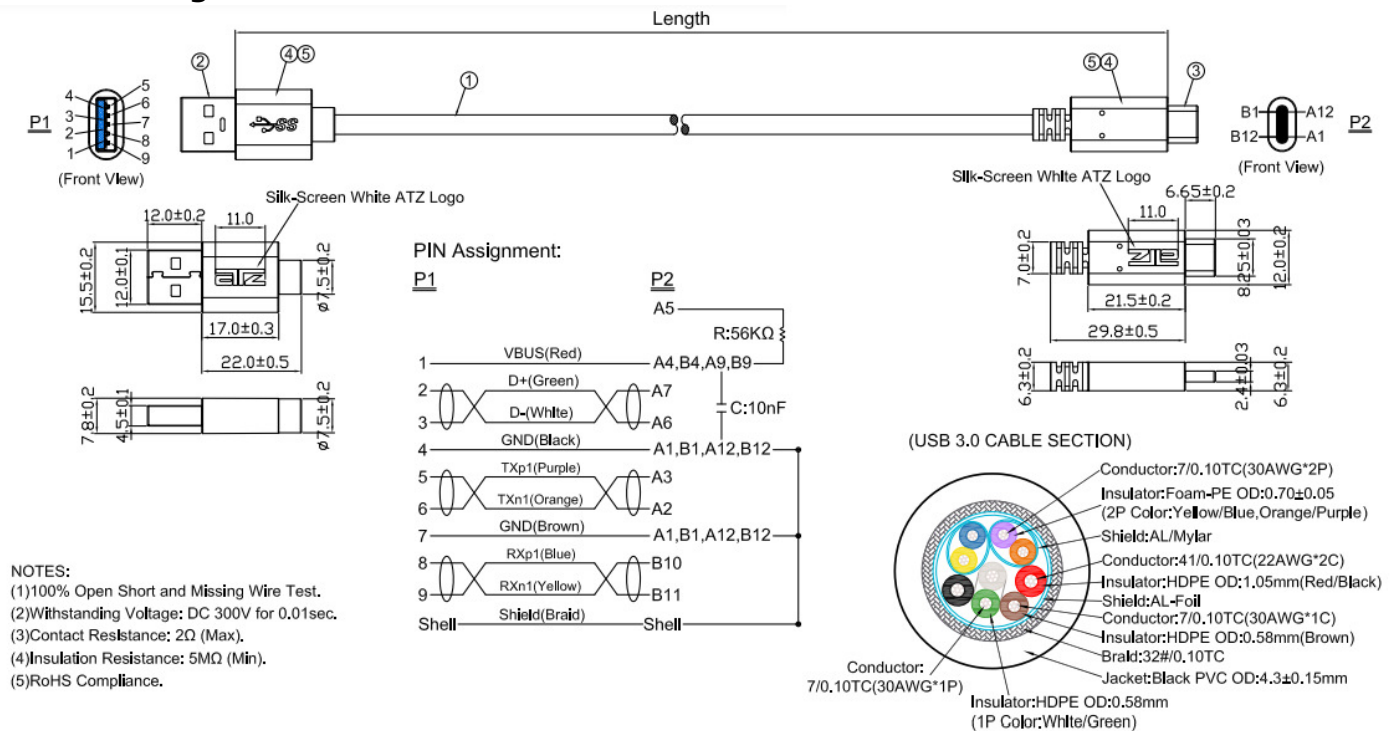 Length
②
④⑤
①
⑤④
③
P1
4
3
2
1
5
6
7
8
9
(Front View)
SS
B1
B12
A12
A1
P2
(Front View)
Silk-Screen White ATZ Logo
12.0±0.2
11.0
15.5±0.2
12.0±0.1
ATZ
ø7.5±0.2
17.0±0.3
22.0±0.5
7.8±0.2
4.5±0.1
ø7.5±0.2
Silk-Screen White ATZ Logo
6.65±0.2
11.0
7.0±0.2
ATZ
8.25±0.03
12.0±0.2
21.5±0.2
29.8±0.5
6.3±0.2
2.4±0.03
6.3±0.2
PIN Assignment:
P1 P2
A5
R:56KΩ
1 VBUS(Red) A4,B4,A9,B9
2 D+(Green) A7
C:10nF
3 D-(White) A6
4 GND(Black) A1,B1,A12,B12
5 TXp1(Purple) A3
6 TXn1(Orange) A2
7 GND(Brown) A1,B1,A12,B12
8 RXp1(Blue) B10
9 RXn1(Yellow) B11
Shell Shield(Braid) Shell
(USB 3.0 CABLE SECTION)
Conductor:7/0.10TC(30AWG*2P)
Insulator:Foam-PE OD:0.70±0.05
(2P Color:Yellow/Blue,Orange/Purple)
Shield:AL/Mylar
Conductor:41/0.10TC(22AWG*2C)
Insulator:HDPE OD:1.05mm(Red/Black)
Shield:AL-Foil
Conductor:7/0.10TC(30AWG*1C)
Insulator:HDPE OD:0.58mm(Brown)
Braid:32#/0.10TC
Jacket:Black PVC OD:4.3±0.15mm
Conductor:
7/0.10TC(30AWG*1P)
Insulator:HDPE OD:0.58mm
(1P Color:White/Green)
NOTES:
(1)100% Open Short and Missing Wire Test.
(2)Withstanding Voltage: DC 300V for 0.01sec.
(3)Contact Resistance: 2Ω (Max).
(4)Insulation Resistance: 5MΩ (Min).
(5)RoHS Compliance.